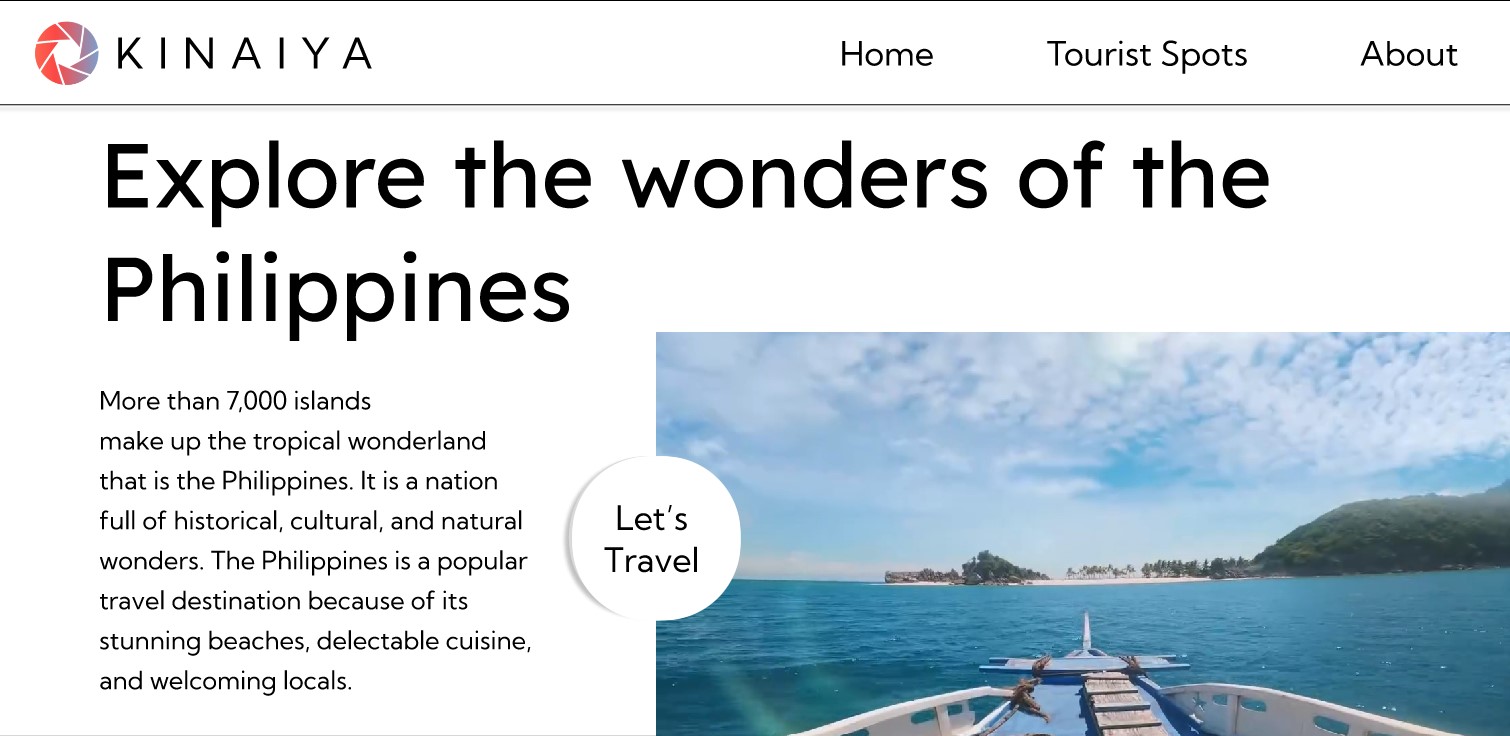 KINAIYA
Home
Tourist Spots
About
Explore the wonders of the
Philippines
More than 7,000 islands
make up the tropical wonderland
that is the Philippines. It is a nation
full of historical, cultural, and natural
wonders. The Philippines is a popular
travel destination because of its
stunning beaches, delectable cuisine,
and welcoming locals.
Let's
Travel